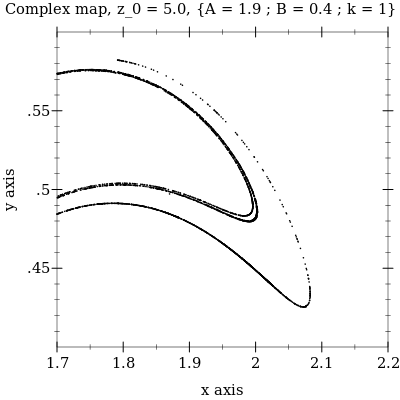 Complex map, z_0 = 5.0, {A = 1.9 ; B = 0.4 ; k = 1}
.55
.5
.45
y axis
1.7 1.8 1.9 2 2.1 2.2
x axis